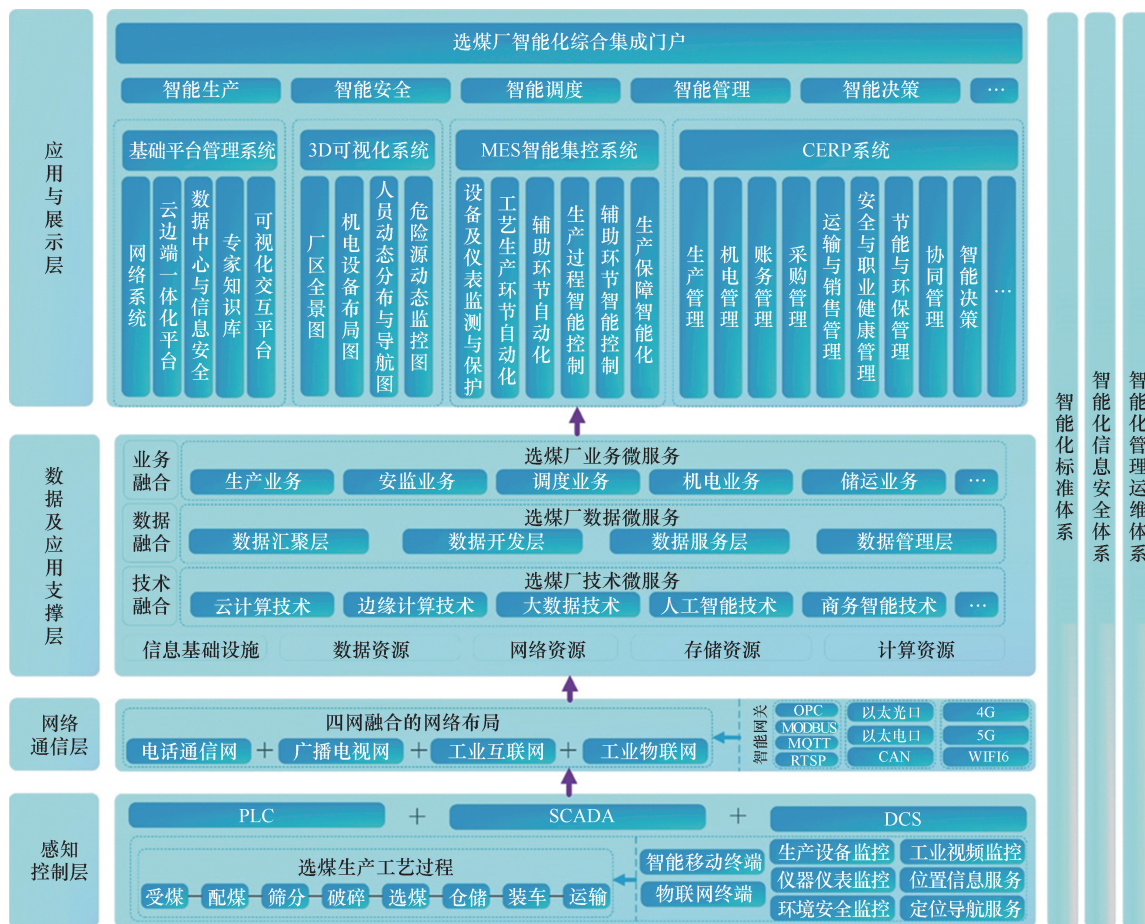 选煤厂智能化综合集成门户
智能生产
智能安全
智能调度
智能管理
智能决策
…
应用与展示层
基础平台管理系统
网络系统
云边端一体化平台
数据中心与信息安全
专家知识库
可视化交互平台
3D可视化系统
厂区全景图
机电设备布局图
人员动态分布与导航图
危险源动态监控图
MES智能集控系统
设备及仪表监测与保护
工艺生产环节自动化
辅助环节自动化
生产过程智能控制
辅助环节智能控制
生产保障智能化
CERP系统
生产管理
机电管理
账务管理
采购管理
运输与销售管理
安全与职业健康管理
节能与环保管理
协同管理
智能决策
…
数据及应用支撑层
业务
融合
选煤厂业务微服务
生产业务
安监业务
调度业务
机电业务
储运业务
…
数据
融合
选煤厂数据微服务
数据汇聚层
数据开发层
数据服务层
数据管理层
技术
融合
选煤厂技术微服务
云计算技术
边缘计算技术
大数据技术
人工智能技术
商务智能技术
…
信息基础设施
数据资源
网络资源
存储资源
计算资源
网络
通信层
四网融合的网络布局
电话通信网
+
广播电视网
+
工业互联网
+
工业物联网
智能网关
OPC
MODBUS
MQTT
RTSP
以太光口
以太电口
CAN
4G
5G
WIFI6
感知
控制层
PLC
+
SCADA
+
DCS
选煤生产工艺过程
受煤
配煤
筛分
破碎
选煤
仓储
装车
运输
智能移动终端
物联网终端
生产设备监控
工业视频监控
仪器仪表监控
位置信息服务
环境安全监控
定位导航服务
智能化标准体系
智能化信息安全体系
智能化管理运维体系